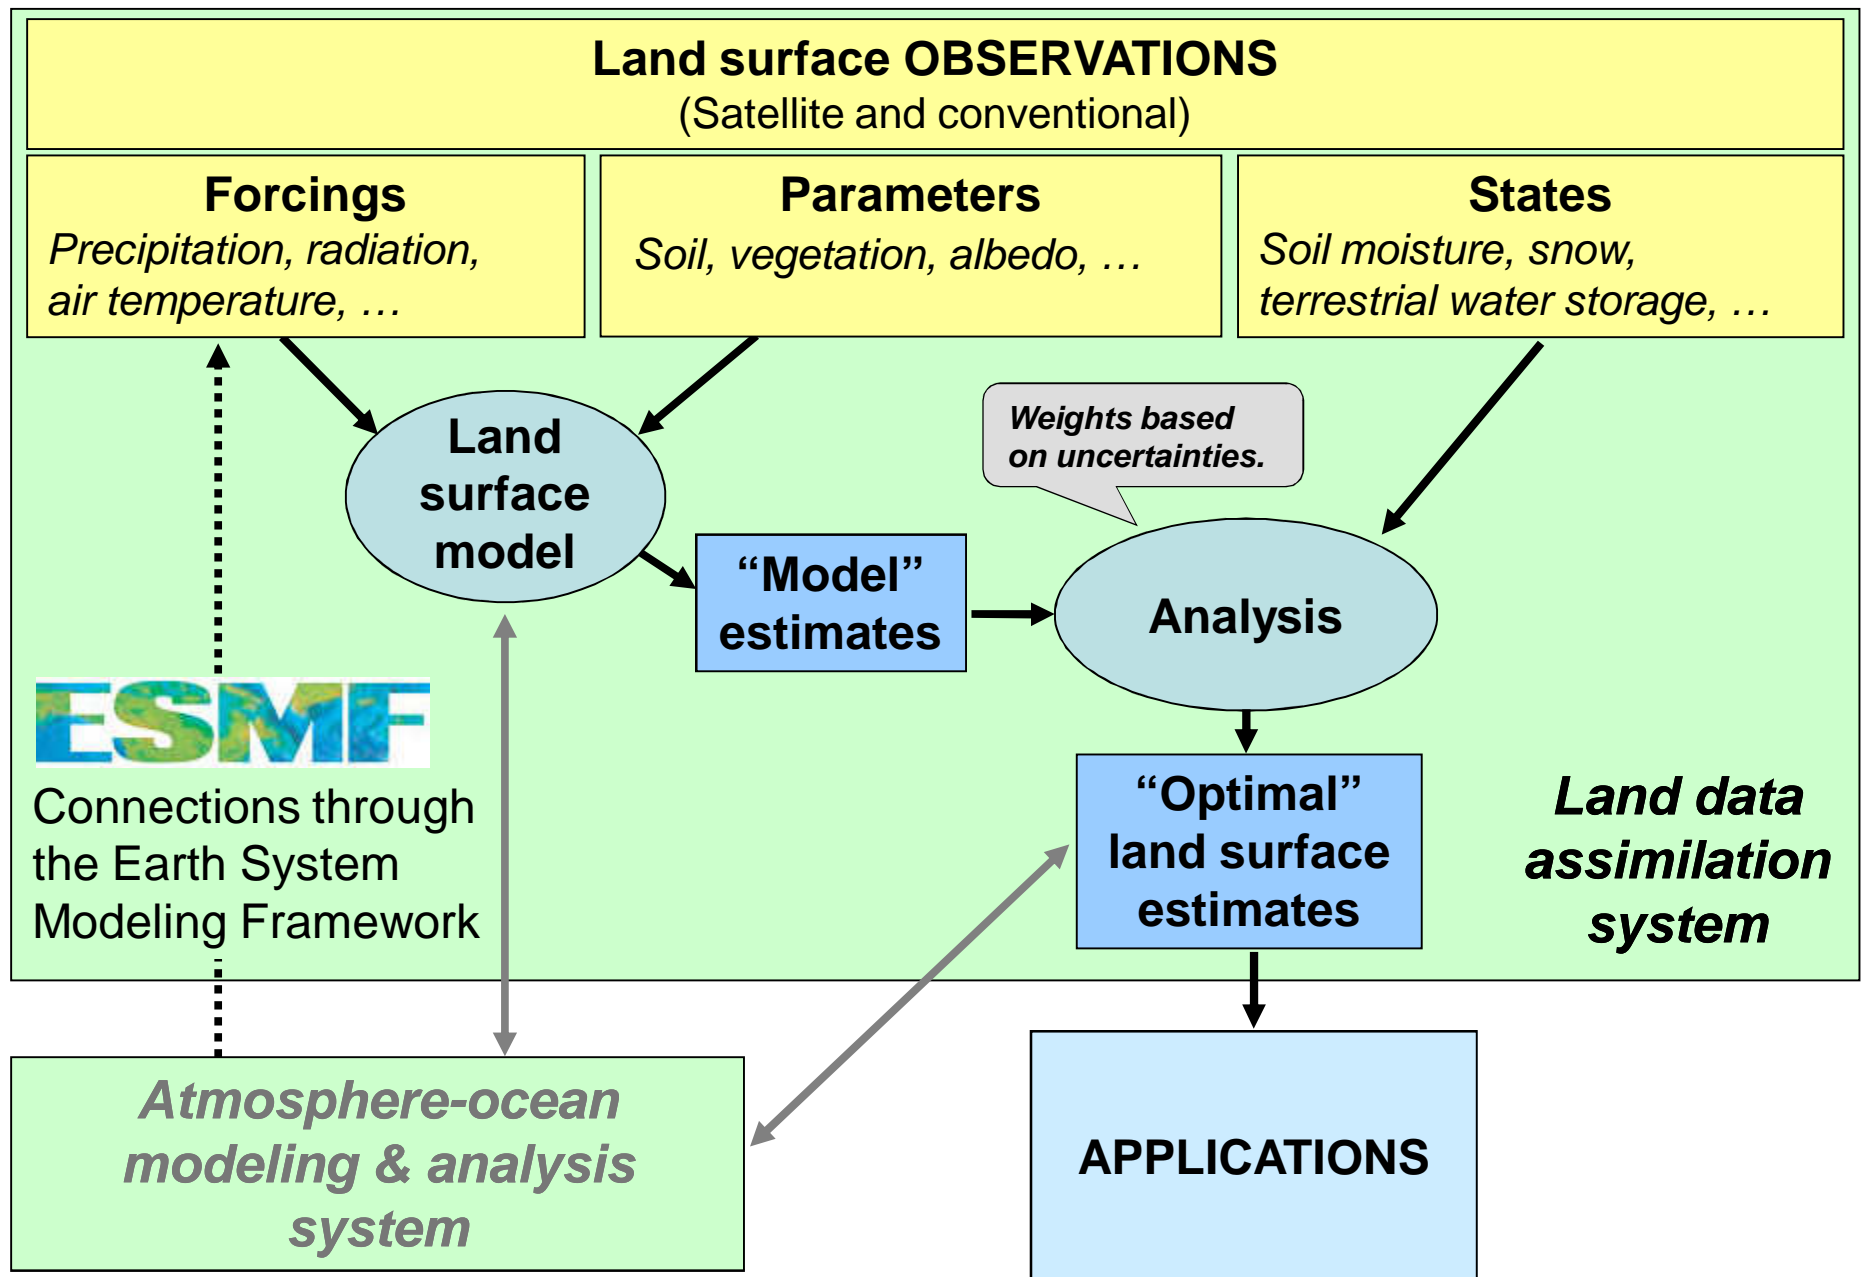 Land surface OBSERVATIONS
(Satellite and conventional)
Forcings
Precipitation, radiation,
air temperature, …
Parameters
Soil, vegetation, albedo, …
States
Soil moisture, snow,
terrestrial water storage, …
Land
surface
model
Weights based
on uncertainties.
“Model”
estimates
Analysis
ESMF
Connections through
the Earth System
Modeling Framework
“Optimal”
land surface
estimates
Land data
assimilation
system
Atmosphere-ocean
modeling & analysis
system
APPLICATIONS